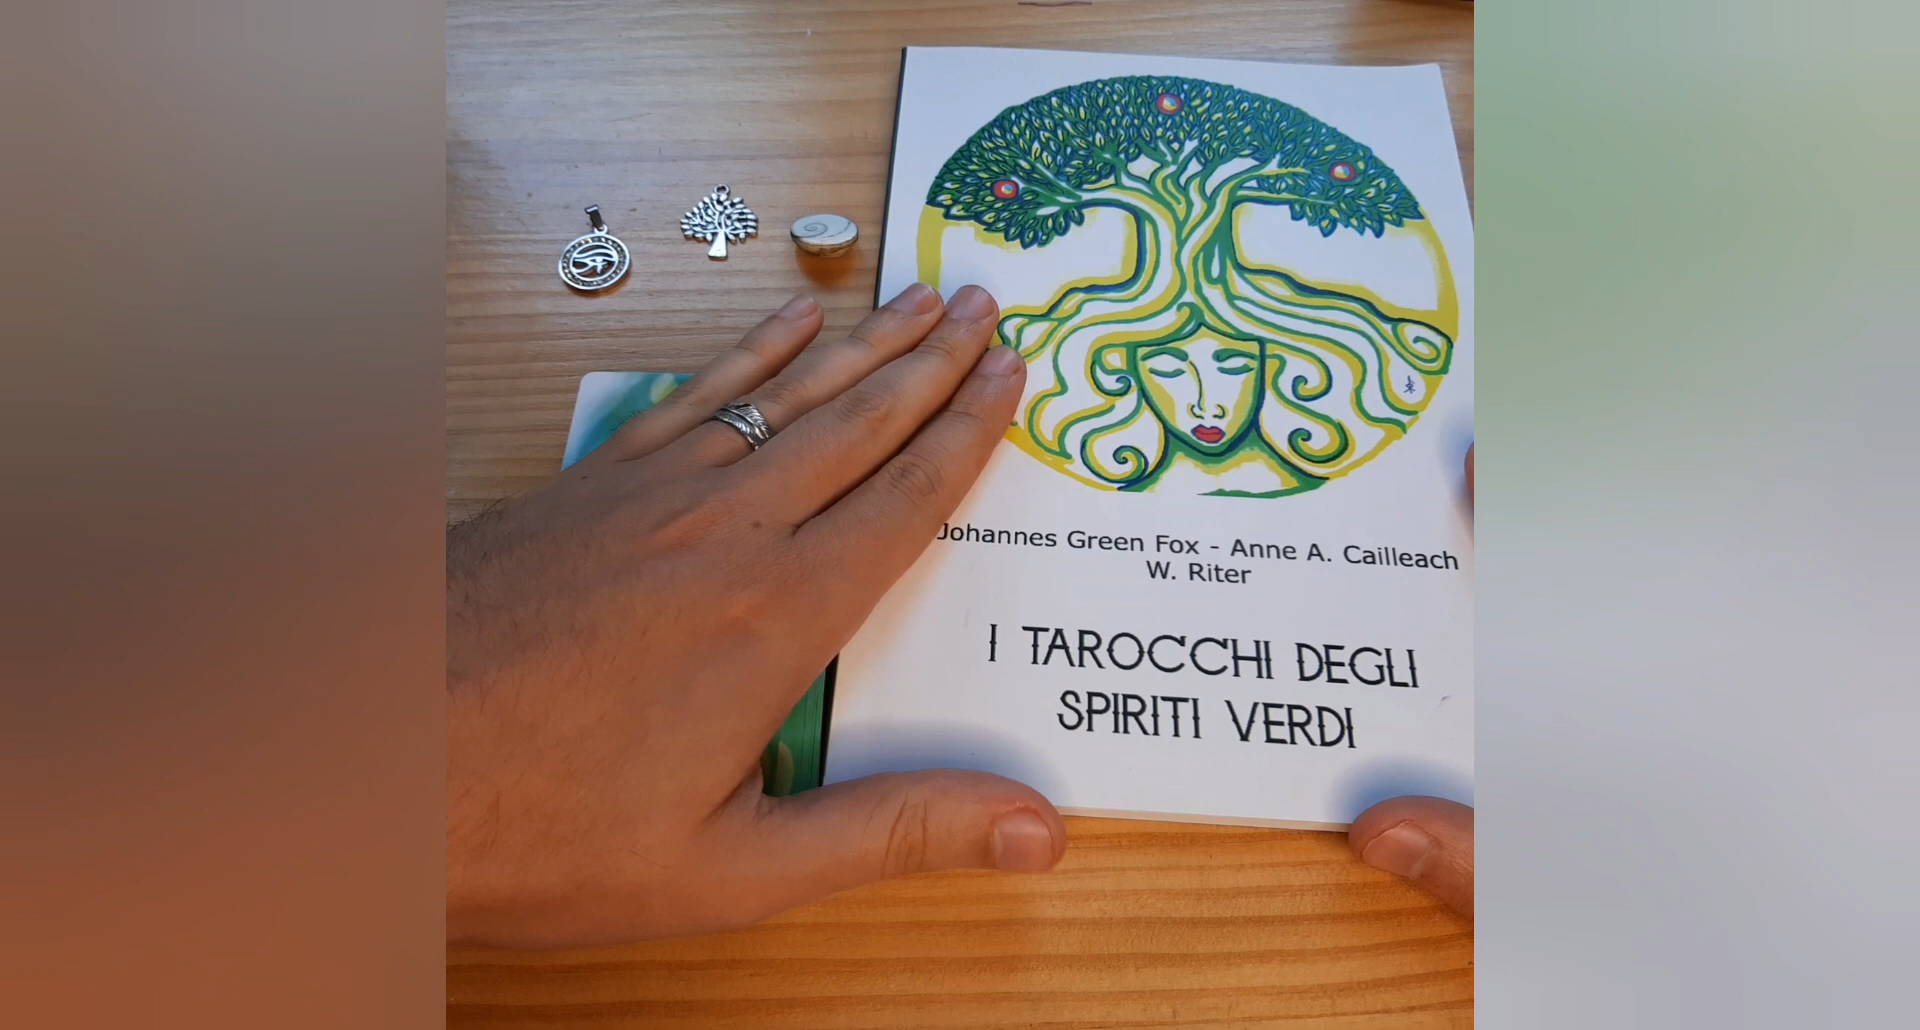 Johannes Green Fox - Anne A. Cailleach
W. Riter
I TAROCCHI DEGLI
SPIRITI VERDI